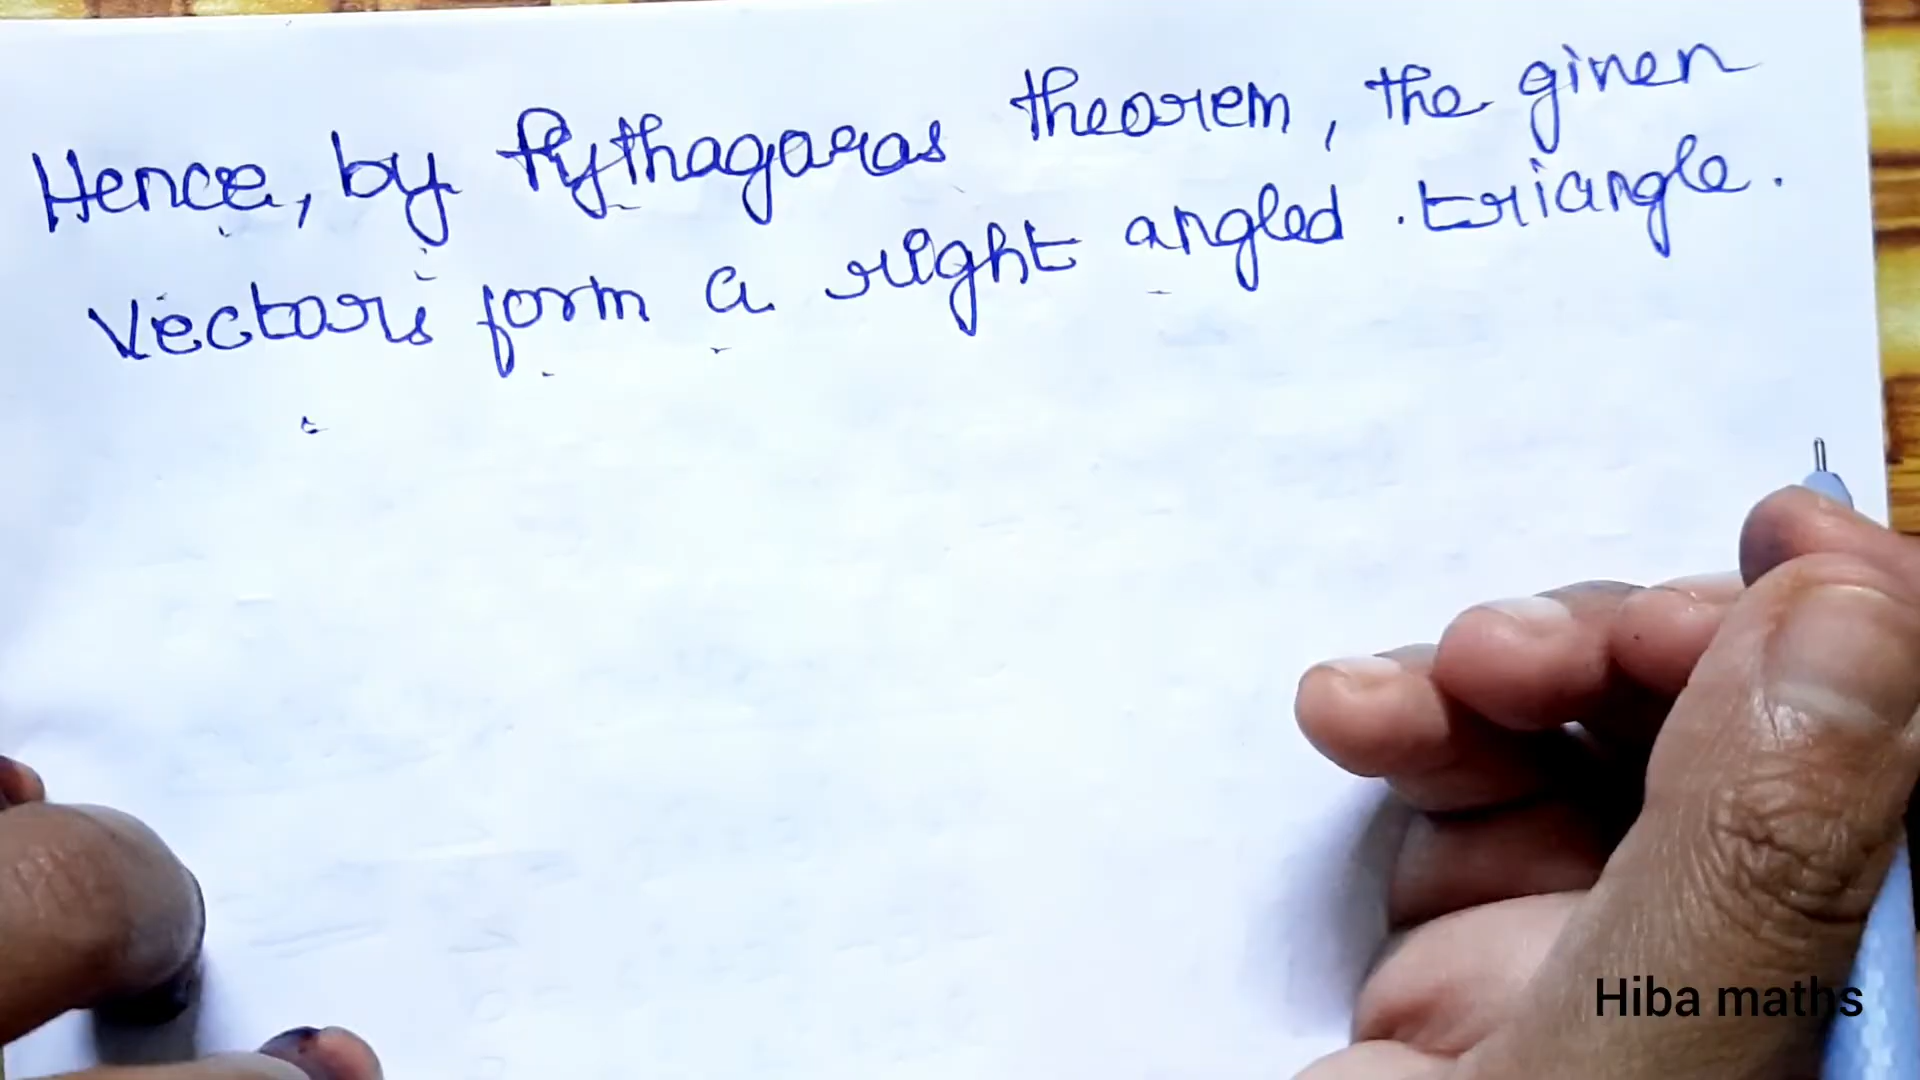 Hence, by Pythagoras theorem, the given
Vectors form a right angled triangle.
Hiba maths